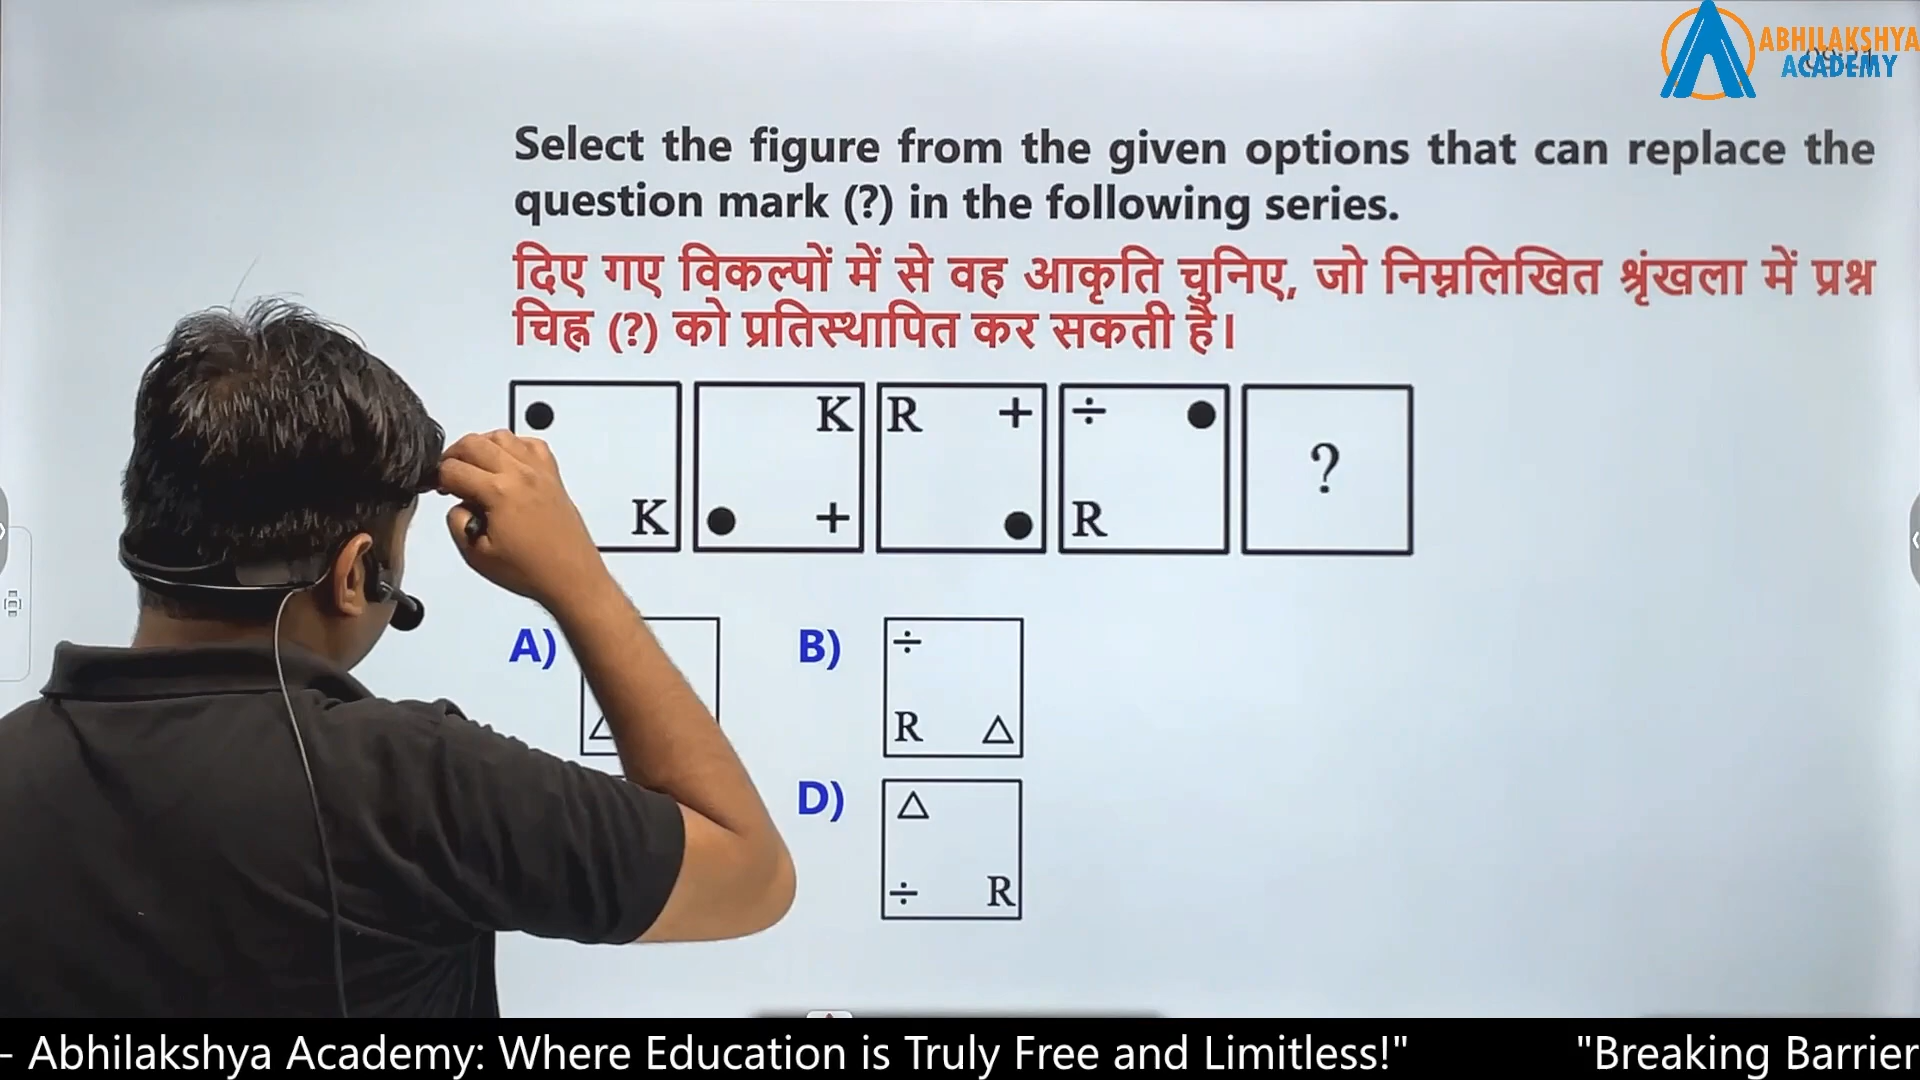 ABHILAKSHYA
ACADEMY
Select the figure from the given options that can replace the
question mark (?) in the following series.
दिए गए विकल्पों में से वह आकृति चुनिए, जो निम्नलिखित श्रृंखला में प्रश्न
चिह्न (?) को प्रतिस्थापित कर सकती है।
K R + ÷
?
K + R
A) B) ÷
R
D)
÷ R
- Abhilakshya Academy: Where Education is Truly Free and Limitless!" "Breaking Barrier